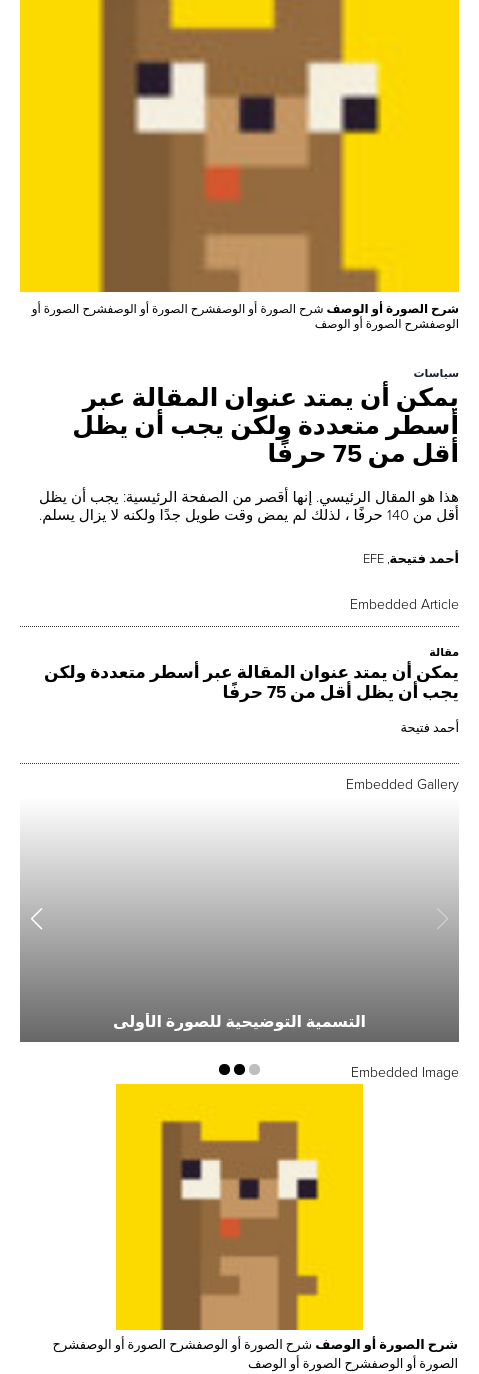 شرح الصورة أو الوصف شرح الصورة أو الوصفشرح الصورة أو الوصفشرح الصورة أو
الوصفشرح الصورة أو الوصف
سياسات
يمكن أن يمتد عنوان المقالة عبر
أسطر متعددة ولكن يجب أن يظل
أقل من 75 حرفًا
هذا هو المقال الرئيسي. إنها أقصر من الصفحة الرئيسية: يجب أن يظل
أقل من 140 حرفًا ، لذلك لم يمض وقت طويل جدًا ولكنه لا يزال يسلم.
أحمد فتيحة, EFE
Embedded Article
مقالة
يمكن أن يمتد عنوان المقالة عبر أسطر متعددة ولكن
يجب أن يظل أقل من 75 حرفًا
أحمد فتيحة
Embedded Gallery
التسمية التوضيحية للصورة الأولى
Embedded Image
شرح الصورة أو الوصف شرح الصورة أو الوصفشرح الصورة أو الوصفشرح
الصورة أو الوصفشرح الصورة أو الوصف